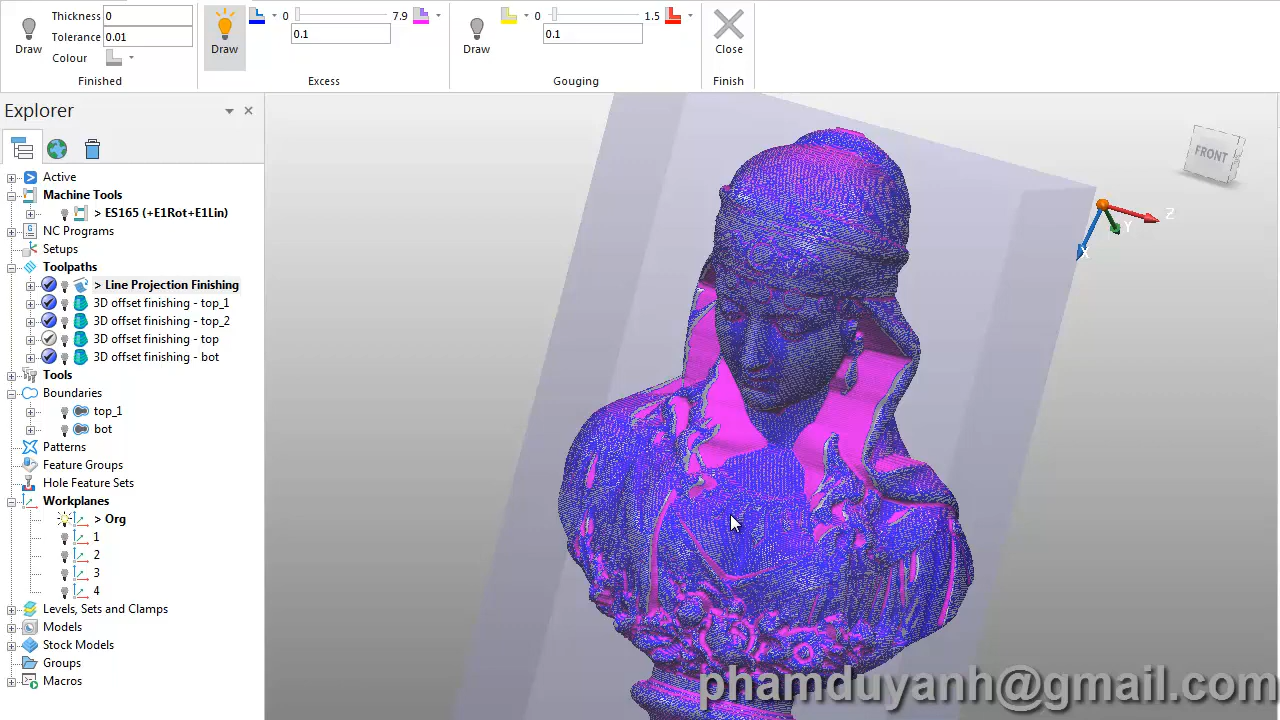 Thickness 0
Tolerance 0.01
Colour
Draw
Finished
Draw
0 7.9
0.1
Excess
Draw
0 1.5
0.1
Gouging
Close
Finish
Explorer
Active
Machine Tools
> ES165 (+E1Rot+E1Lin)
NC Programs
Setups
Toolpaths
> Line Projection Finishing
3D offset finishing - top_1
3D offset finishing - top_2
3D offset finishing - top
3D offset finishing - bot
Tools
Boundaries
top_1
bot
Patterns
Feature Groups
Hole Feature Sets
Workplanes
> Org
1
2
3
4
Levels, Sets and Clamps
Models
Stock Models
Groups
Macros
FRONT
Z
Y
X
phamduyanh@gmail.com